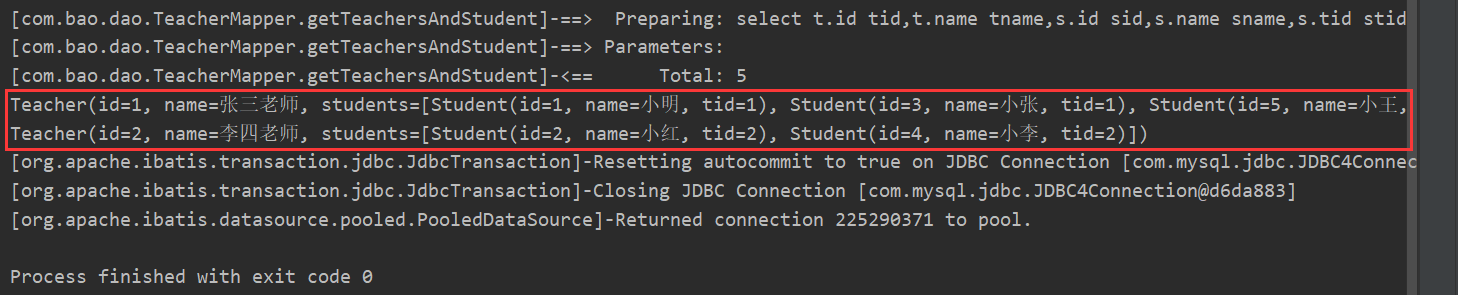 [com.bao.dao.TeacherMapper.getTeachersAndStudent]-==>  Preparing: select t.id tid,t.name tname,s.id sid,s.name sname,s.tid stid
[com.bao.dao.TeacherMapper.getTeachersAndStudent]-==> Parameters:
[com.bao.dao.TeacherMapper.getTeachersAndStudent]-<==      Total: 5
Teacher(id=1, name=张三老师, students=[Student(id=1, name=小明, tid=1), Student(id=3, name=小张, tid=1), Student(id=5, name=小王,
Teacher(id=2, name=李四老师, students=[Student(id=2, name=小红, tid=2), Student(id=4, name=小李, tid=2)])
[org.apache.ibatis.transaction.jdbc.JdbcTransaction]-Resetting autocommit to true on JDBC Connection [com.mysql.jdbc.JDBC4Connec
[org.apache.ibatis.transaction.jdbc.JdbcTransaction]-Closing JDBC Connection [com.mysql.jdbc.JDBC4Connection@d6da883]
[org.apache.ibatis.datasource.pooled.PooledDataSource]-Returned connection 225290371 to pool.
Process finished with exit code 0